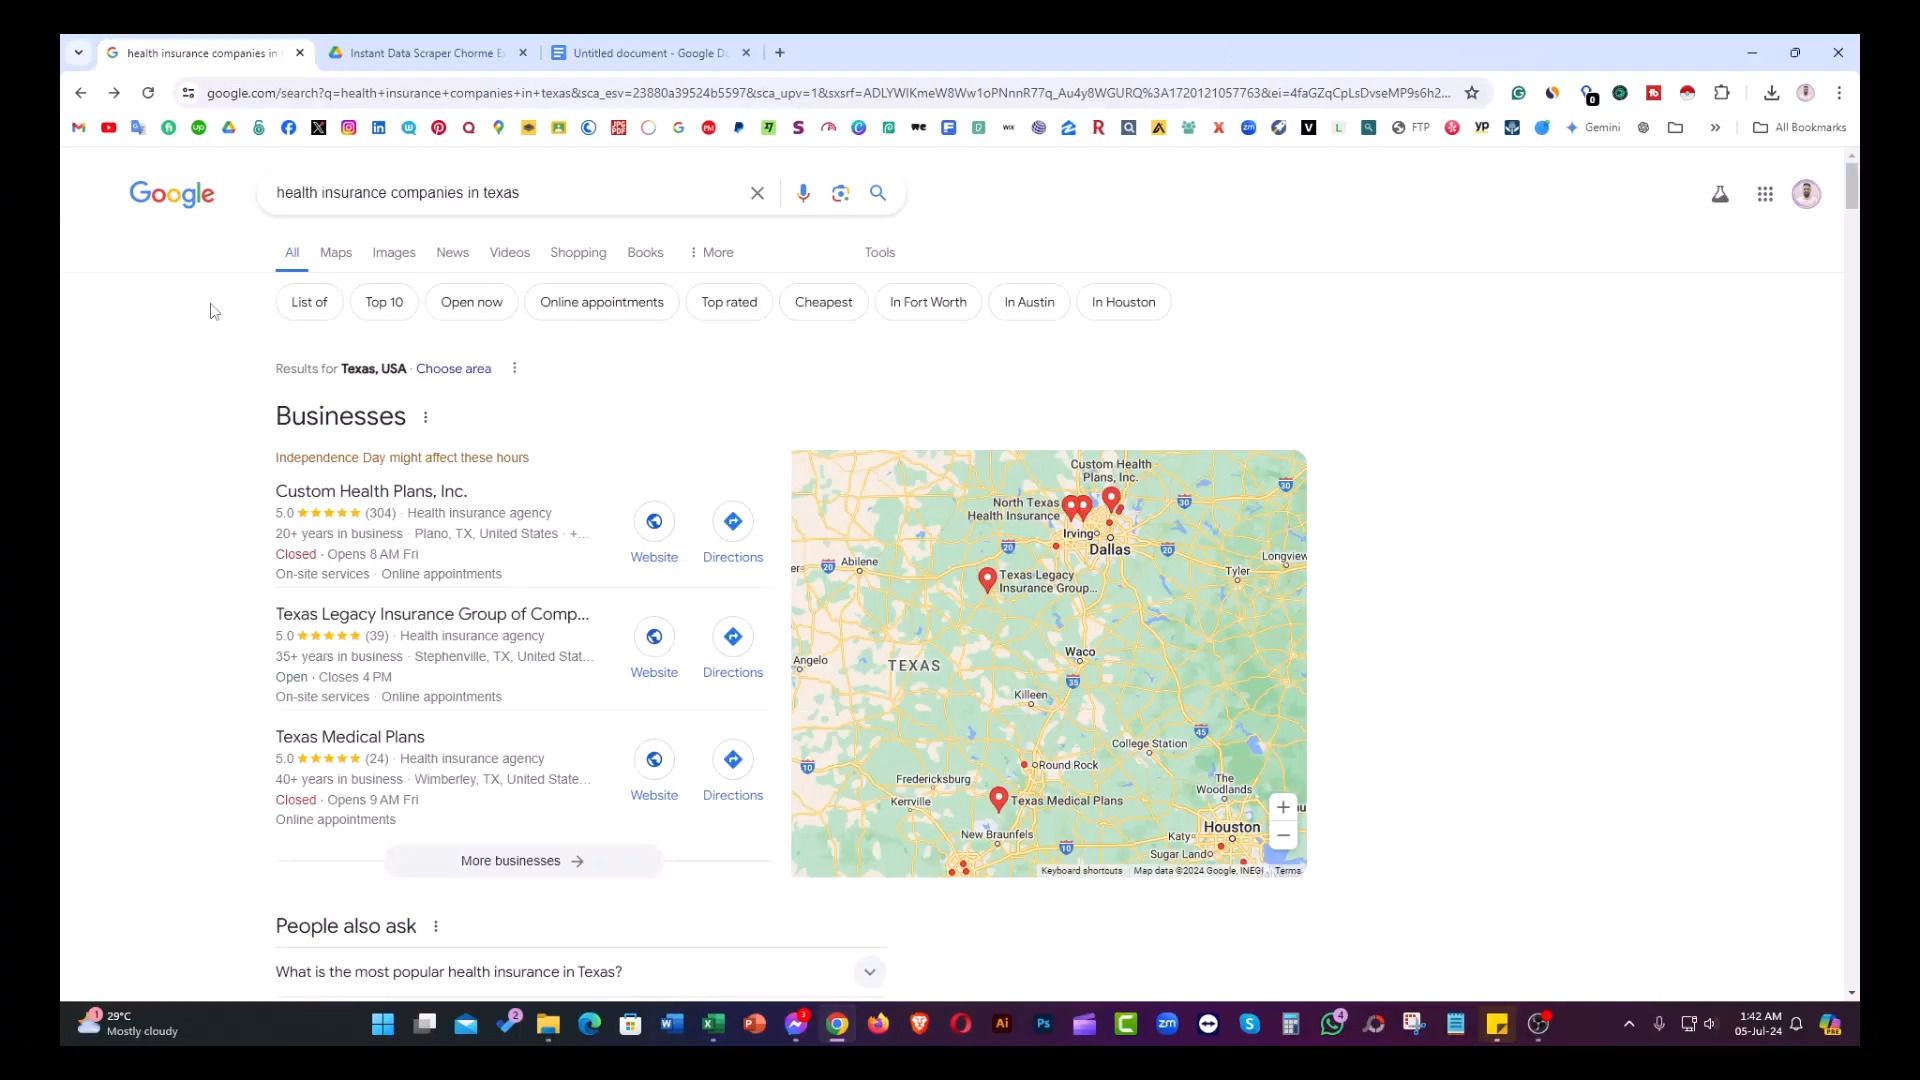 health insurance companies in
Instant Data Scraper Chorme E
Untitled document - Google D
google.com/search?q=health+insurance+companies+in+texas&sca_esv=23880a39524b5597&sca_upv=1&sxsrf=ADLYWIKmeW8Ww1oPNnnR77q_Au4y8WGURQ%3A1720121057763&ei=4faGZqCpLsDvseMP9s6h2...
0
FTP
Gemini
All Bookmarks
Google
health insurance companies in texas
All
Maps
Images
News
Videos
Shopping
Books
More
Tools
List of
Top 10
Open now
Online appointments
Top rated
Cheapest
In Fort Worth
In Austin
In Houston
Results for Texas, USA · Choose area
Businesses
Independence Day might affect these hours
Custom Health Plans, Inc.
5.0 (304) · Health insurance agency
20+ years in business · Plano, TX, United States · +...
Closed · Opens 8 AM Fri
On-site services · Online appointments
Website
Directions
Texas Legacy Insurance Group of Comp...
5.0 (39) · Health insurance agency
35+ years in business · Stephenville, TX, United Stat...
Open · Closes 4 PM
On-site services · Online appointments
Website
Directions
Texas Medical Plans
5.0 (24) · Health insurance agency
40+ years in business · Wimberley, TX, United State...
Closed · Opens 9 AM Fri
Online appointments
Website
Directions
More businesses
Custom Health
Plans, Inc.
North Texas
Health Insurance
Irving
Dallas
Longview
Abilene
Tyler
Texas Legacy
Insurance Group...
Waco
Angelo
TEXAS
Killeen
College Station
Round Rock
Fredericksburg
The
Woodlands
Kerrville
Texas Medical Plans
New Braunfels
Houston
Katy
Sugar Land
Keyboard shortcuts
Map data ©2024 Google, INEGI
Terms
People also ask
What is the most popular health insurance in Texas?
29°C
Mostly cloudy
1:42 AM
05-Jul-24